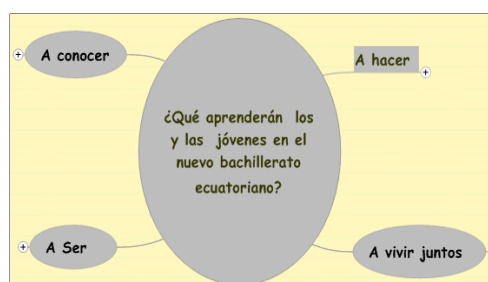 A conocer
A hacer
¿Qué aprenderán los
y las jóvenes en el
nuevo bachillerato
ecuatoriano?
A Ser
A vivir juntos